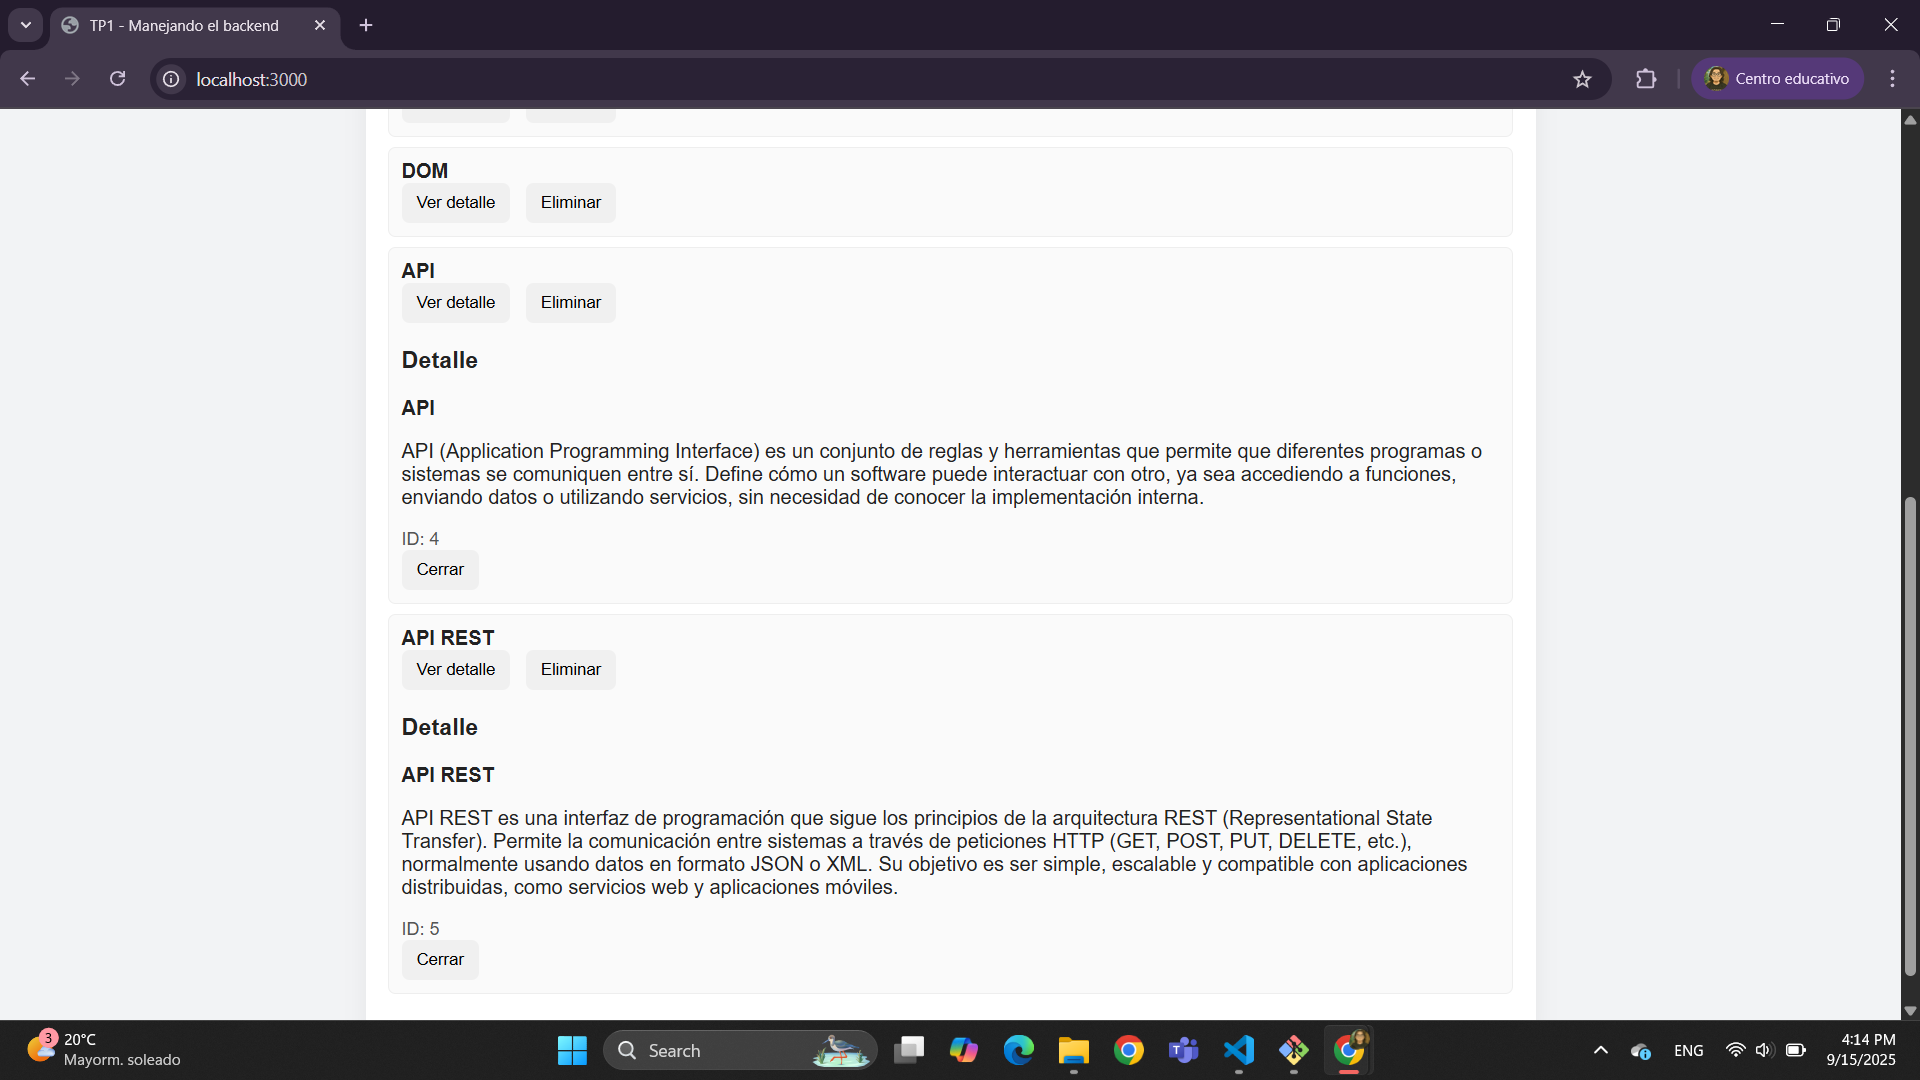 TP1 - Manejando el backend
localhost:3000
Centro educativo
DOM
Ver detalle Eliminar
API
Ver detalle Eliminar
Detalle
API
API (Application Programming Interface) es un conjunto de reglas y herramientas que permite que diferentes programas o
sistemas se comuniquen entre sí. Define cómo un software puede interactuar con otro, ya sea accediendo a funciones,
enviando datos o utilizando servicios, sin necesidad de conocer la implementación interna.
ID: 4
Cerrar
API REST
Ver detalle Eliminar
Detalle
API REST
API REST es una interfaz de programación que sigue los principios de la arquitectura REST (Representational State
Transfer). Permite la comunicación entre sistemas a través de peticiones HTTP (GET, POST, PUT, DELETE, etc.),
normalmente usando datos en formato JSON o XML. Su objetivo es ser simple, escalable y compatible con aplicaciones
distribuidas, como servicios web y aplicaciones móviles.
ID: 5
Cerrar
3
20°C
Mayorm. soleado
Search
T
ENG
4:14 PM
9/15/2025